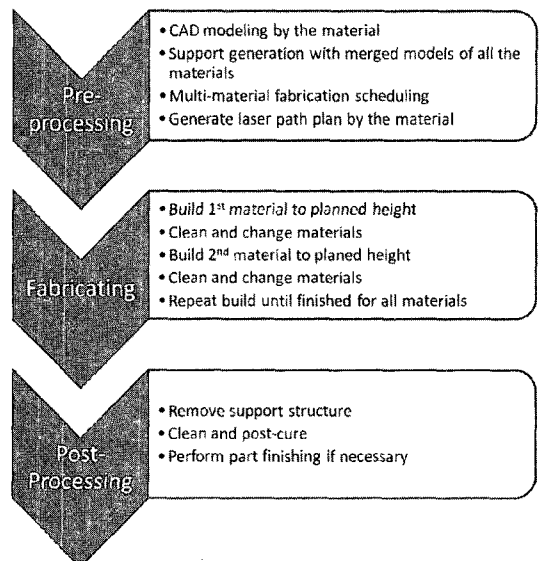 Pre-
processing
• CAD modeling by the material
• Support generation with merged models of all the
materials
• Multi-material fabrication scheduling
• Generate laser path plan by the material
Fabricating
• Build 1st material to planned height
• Clean and change materials
• Build 2nd material to planed height
• Clean and change materials
• Repeat build until finished for all materials
Post-
Processing
• Remove support structure
• Clean and post-cure
• Perform part finishing if necessary